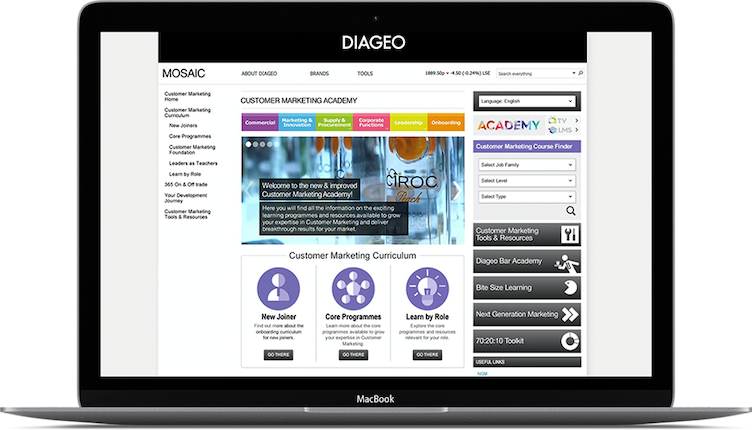 DIAGEO
MOSAIC
ABOUT DIAGEO
BRANDS
TOOLS
1889.50p ▾ -4.50 (-0.24%) LSE
Search everything
Customer Marketing
Home
Customer Marketing
Curriculum
New Joiners
Core Programmes
Customer Marketing
Foundation
Leaders as Teachers
Learn by Role
365 On & Off trade
Your Development
Journey
Customer Marketing
Tools & Resources
CUSTOMER MARKETING ACADEMY
Commercial
Marketing &
Innovation
Supply &
Procurement
Corporate
Functions
Leadership
Onboarding
CÎROC
Peach
Welcome to the new & improved
Customer Marketing Academy!
Here you will find all the information on the exciting
learning programmes and resources available to grow
your expertise in Customer Marketing and deliver
breakthrough results for your market.
Customer Marketing Curriculum
New Joiner
Find out more about the
onboarding curriculum
for new joiners.
GO THERE
Core Programmes
Learn more about the core
programmes available to grow
your expertise in Customer
Marketing.
GO THERE
Learn by Role
Explore the core
programmes and resources
relevant for your role.
GO THERE
Language: English
ACADEMY
TV
LMS
Customer Marketing Course Finder
Select Job Family
Select Level
Select Type
Customer Marketing
Tools & Resources
Diageo Bar Academy
Bite Size Learning
Next Generation Marketing
70:20:10 Toolkit
USEFUL LINKS
NGM
MacBook